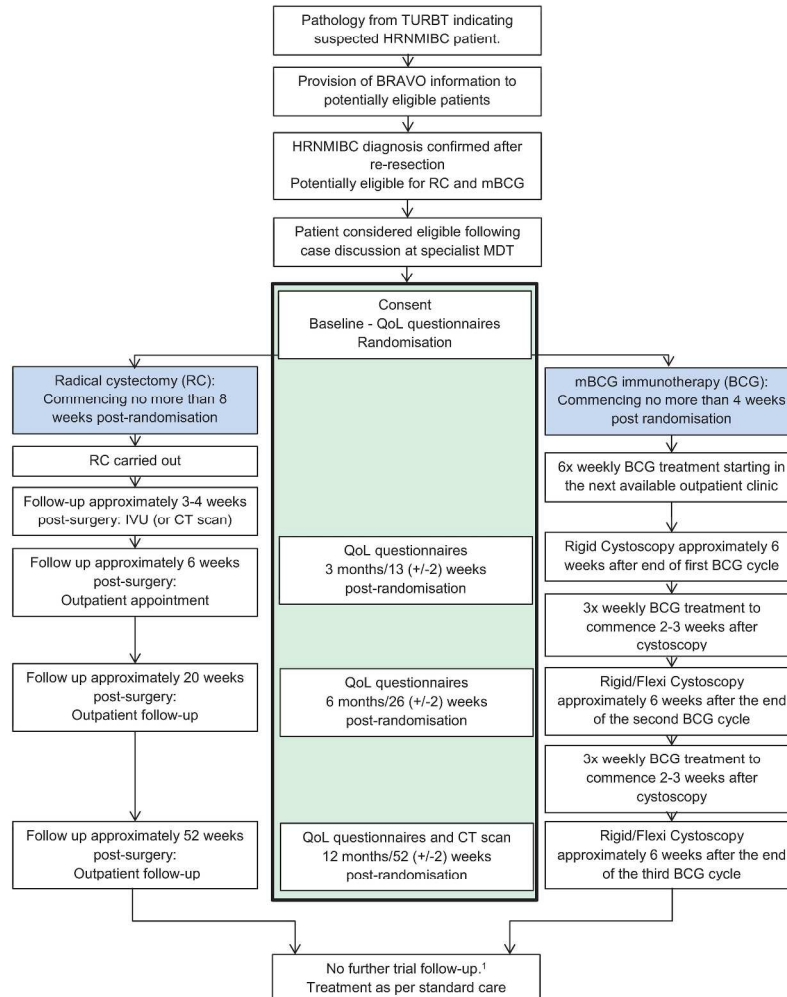 Pathology from TURBT indicating
suspected HRNMIBC patient.
Provision of BRAVO information to
potentially eligible patients
HRNMIBC diagnosis confirmed after
re-resection
Potentially eligible for RC and mBCG
Patient considered eligible following
case discussion at specialist MDT
Consent
Baseline - QoL questionnaires
Randomisation
Radical cystectomy (RC):
Commencing no more than 8
weeks post-randomisation
RC carried out
Follow-up approximately 3-4 weeks
post-surgery: IVU (or CT scan)
Follow up approximately 6 weeks
post-surgery:
Outpatient appointment
Follow up approximately 20 weeks
post-surgery:
Outpatient follow-up
Follow up approximately 52 weeks
post-surgery:
Outpatient follow-up
QoL questionnaires
3 months/13 (+/-2) weeks
post-randomisation
QoL questionnaires
6 months/26 (+/-2) weeks
post-randomisation
QoL questionnaires and CT scan
12 months/52 (+/-2) weeks
post-randomisation
mBCG immunotherapy (BCG):
Commencing no more than 4 weeks
post randomisation
6x weekly BCG treatment starting in
the next available outpatient clinic
Rigid Cystoscopy approximately 6
weeks after end of first BCG cycle
3x weekly BCG treatment to
commence 2-3 weeks after
cystoscopy
Rigid/Flexi Cystoscopy
approximately 6 weeks after the end
of the second BCG cycle
3x weekly BCG treatment to
commence 2-3 weeks after
cystoscopy
Rigid/Flexi Cystoscopy
approximately 6 weeks after the end
of the third BCG cycle
No further trial follow-up.¹
Treatment as per standard care